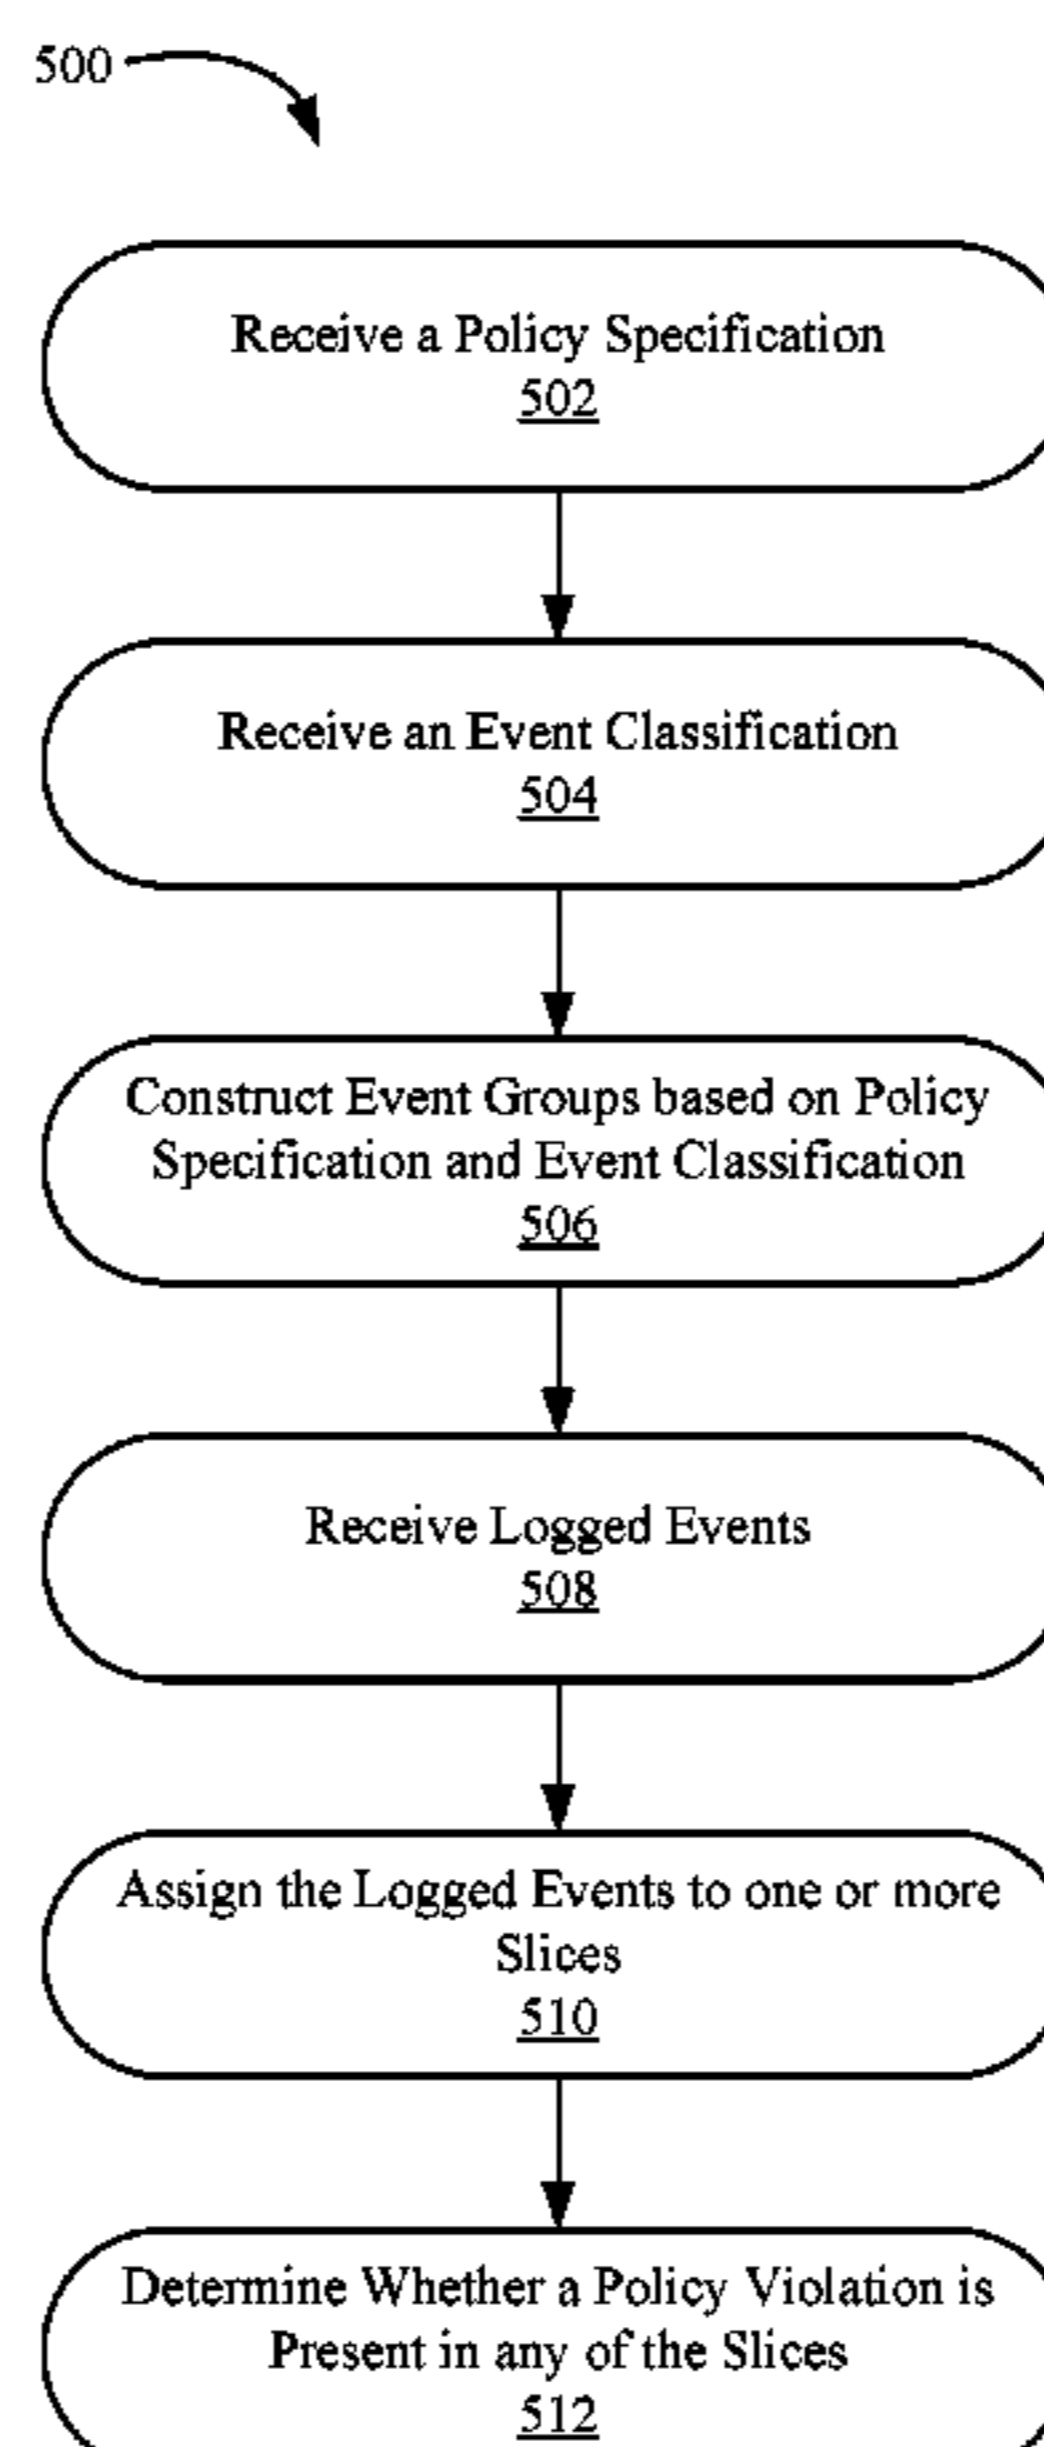 500
Receive a Policy Specification
502
Receive an Event Classification
504
Construct Event Groups based on Policy
Specification and Event Classification
506
Receive Logged Events
508
Assign the Logged Events to one or more
Slices
510
Determine Whether a Policy Violation is
Present in any of the Slices
512